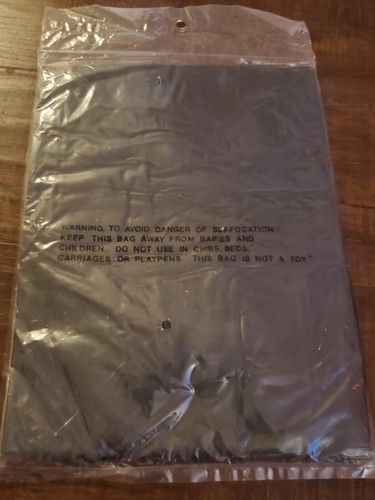 WARNING: TO AVOID DANGER OF SUFFOCATION
KEEP THIS BAG AWAY FROM BABIES AND
CHILDREN. DO NOT USE IN CRIBS, BEDS,
CARRIAGES OR PLAYPENS. THIS BAG IS NOT A TOY"